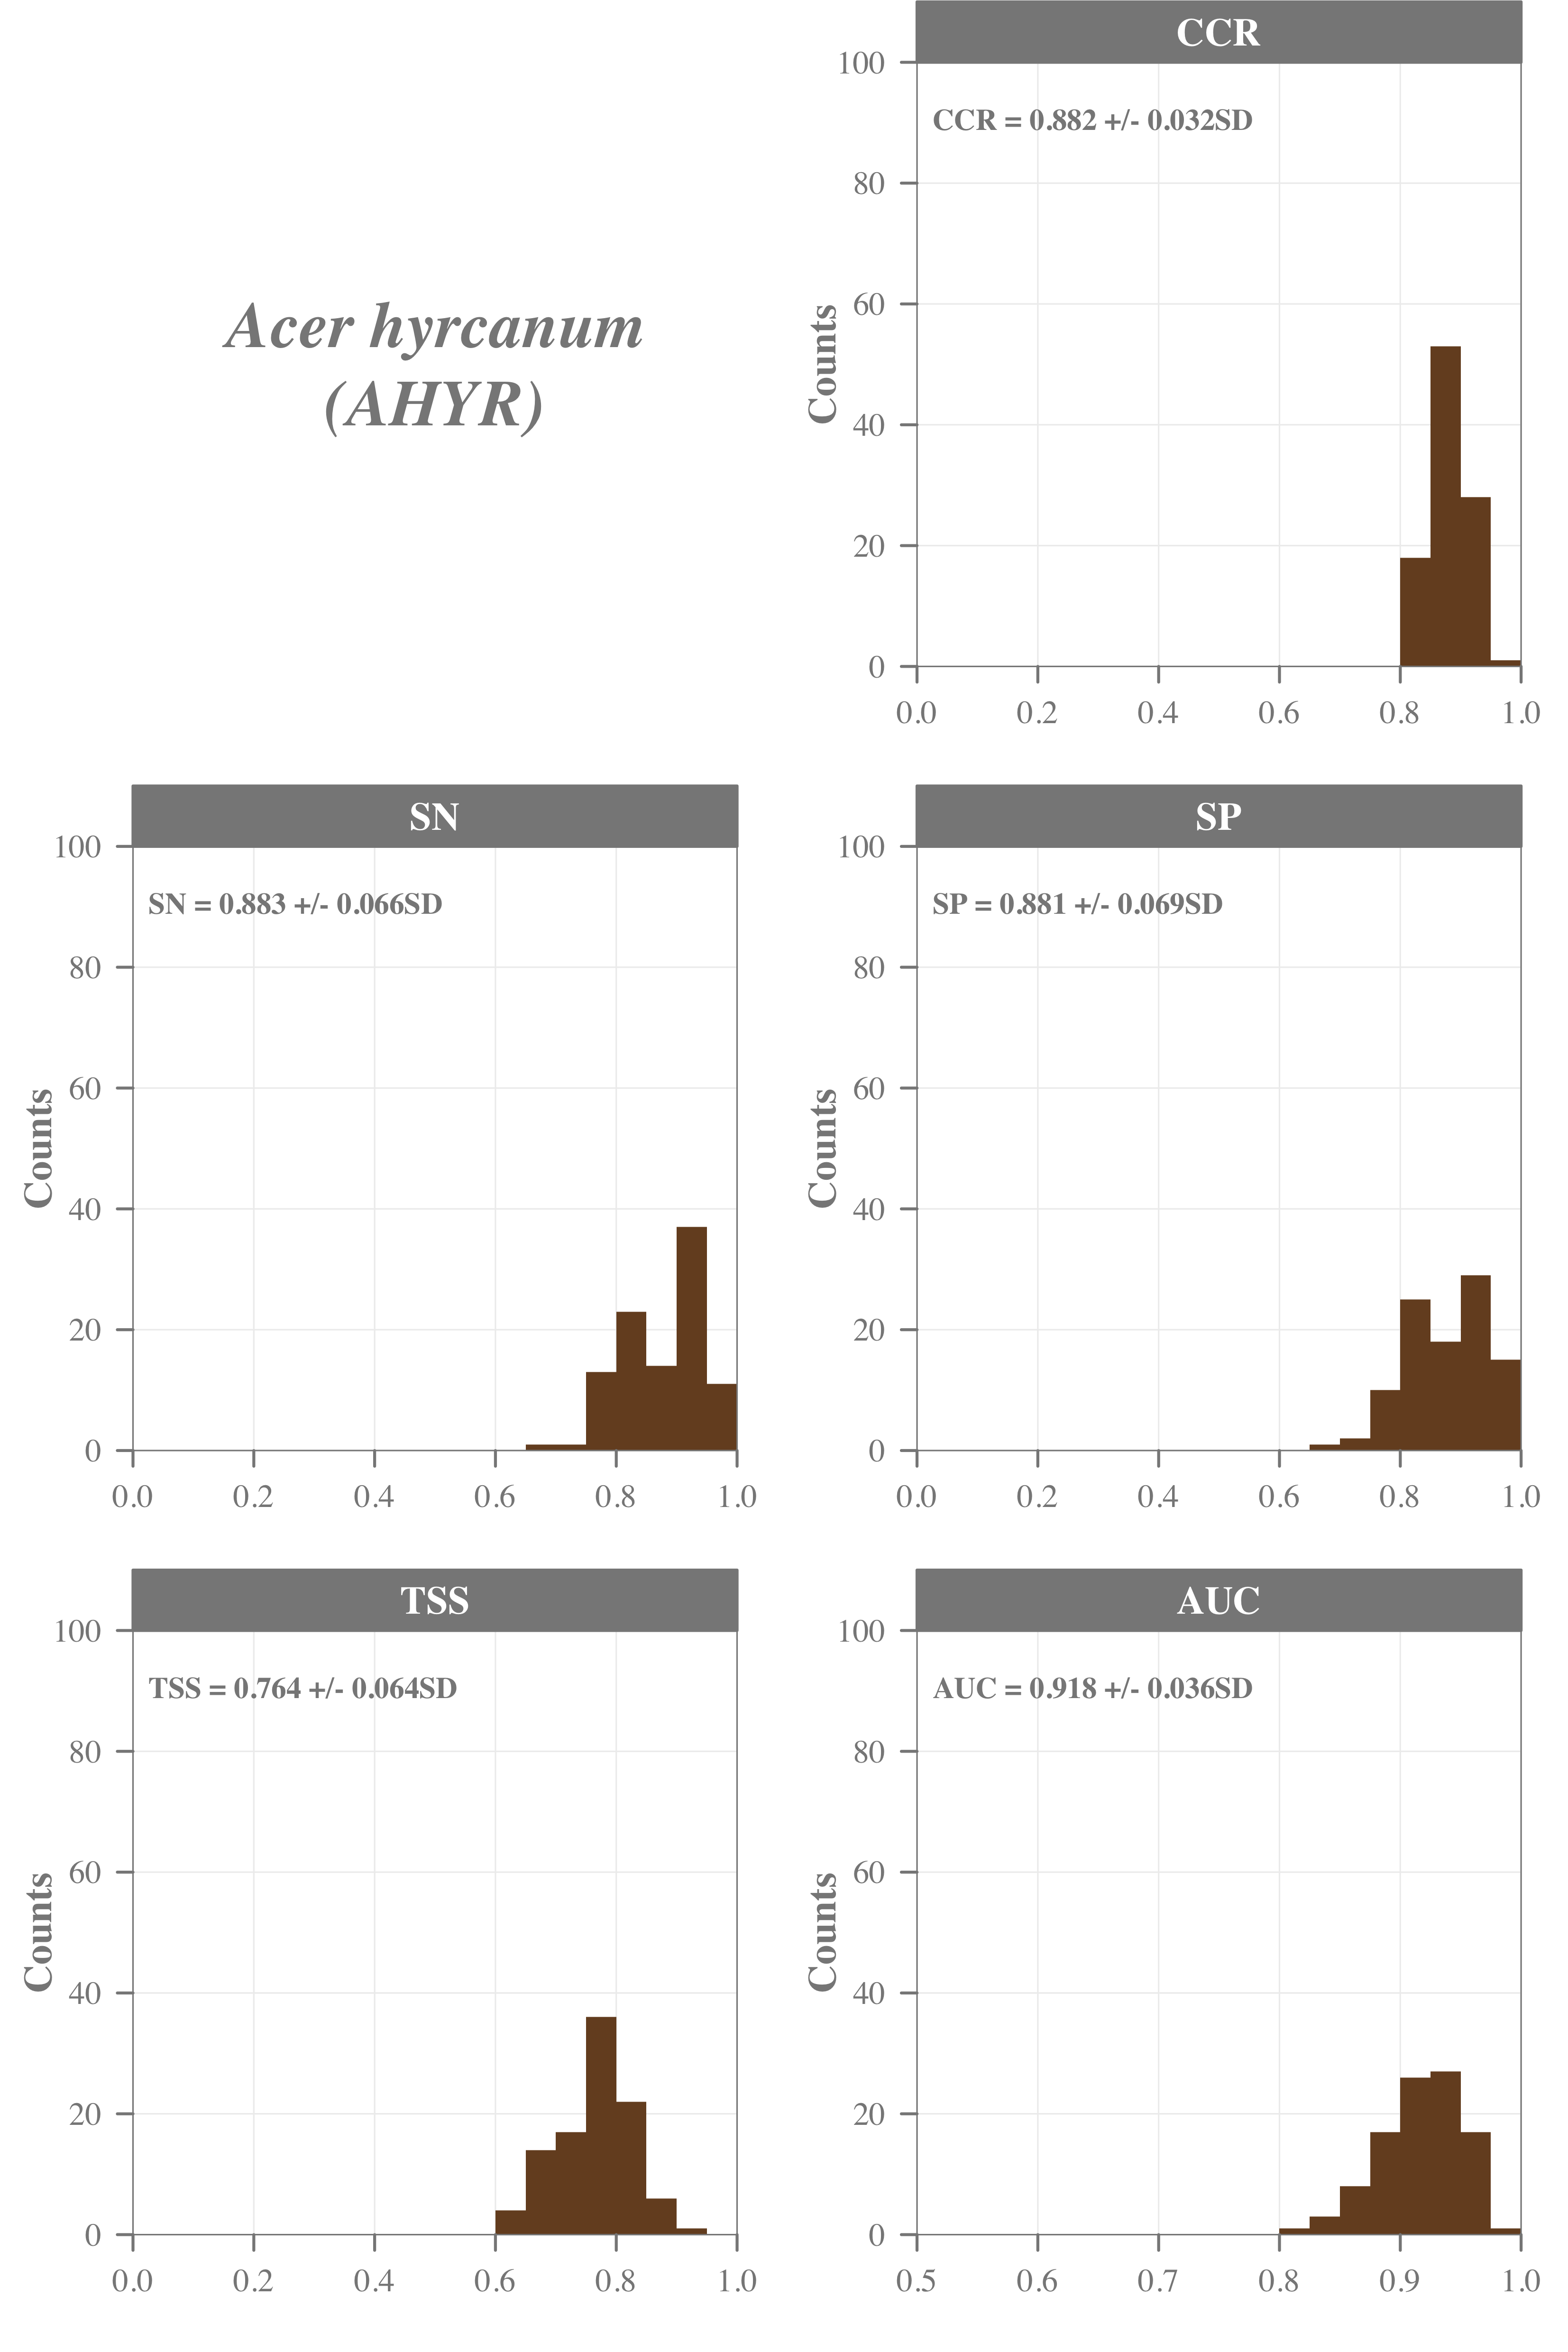 Acer hyrcanum
(AHYR)
CCR
CCR = 0.882 +/- 0.032SD
Counts
100
80
60
40
20
0
0.0 0.2 0.4 0.6 0.8 1.0
SN
SN = 0.883 +/- 0.066SD
Counts
100
80
60
40
20
0
0.0 0.2 0.4 0.6 0.8 1.0
SP
SP = 0.881 +/- 0.069SD
Counts
100
80
60
40
20
0
0.0 0.2 0.4 0.6 0.8 1.0
TSS
TSS = 0.764 +/- 0.064SD
Counts
100
80
60
40
20
0
0.0 0.2 0.4 0.6 0.8 1.0
AUC
AUC = 0.918 +/- 0.036SD
Counts
100
80
60
40
20
0
0.5 0.6 0.7 0.8 0.9 1.0